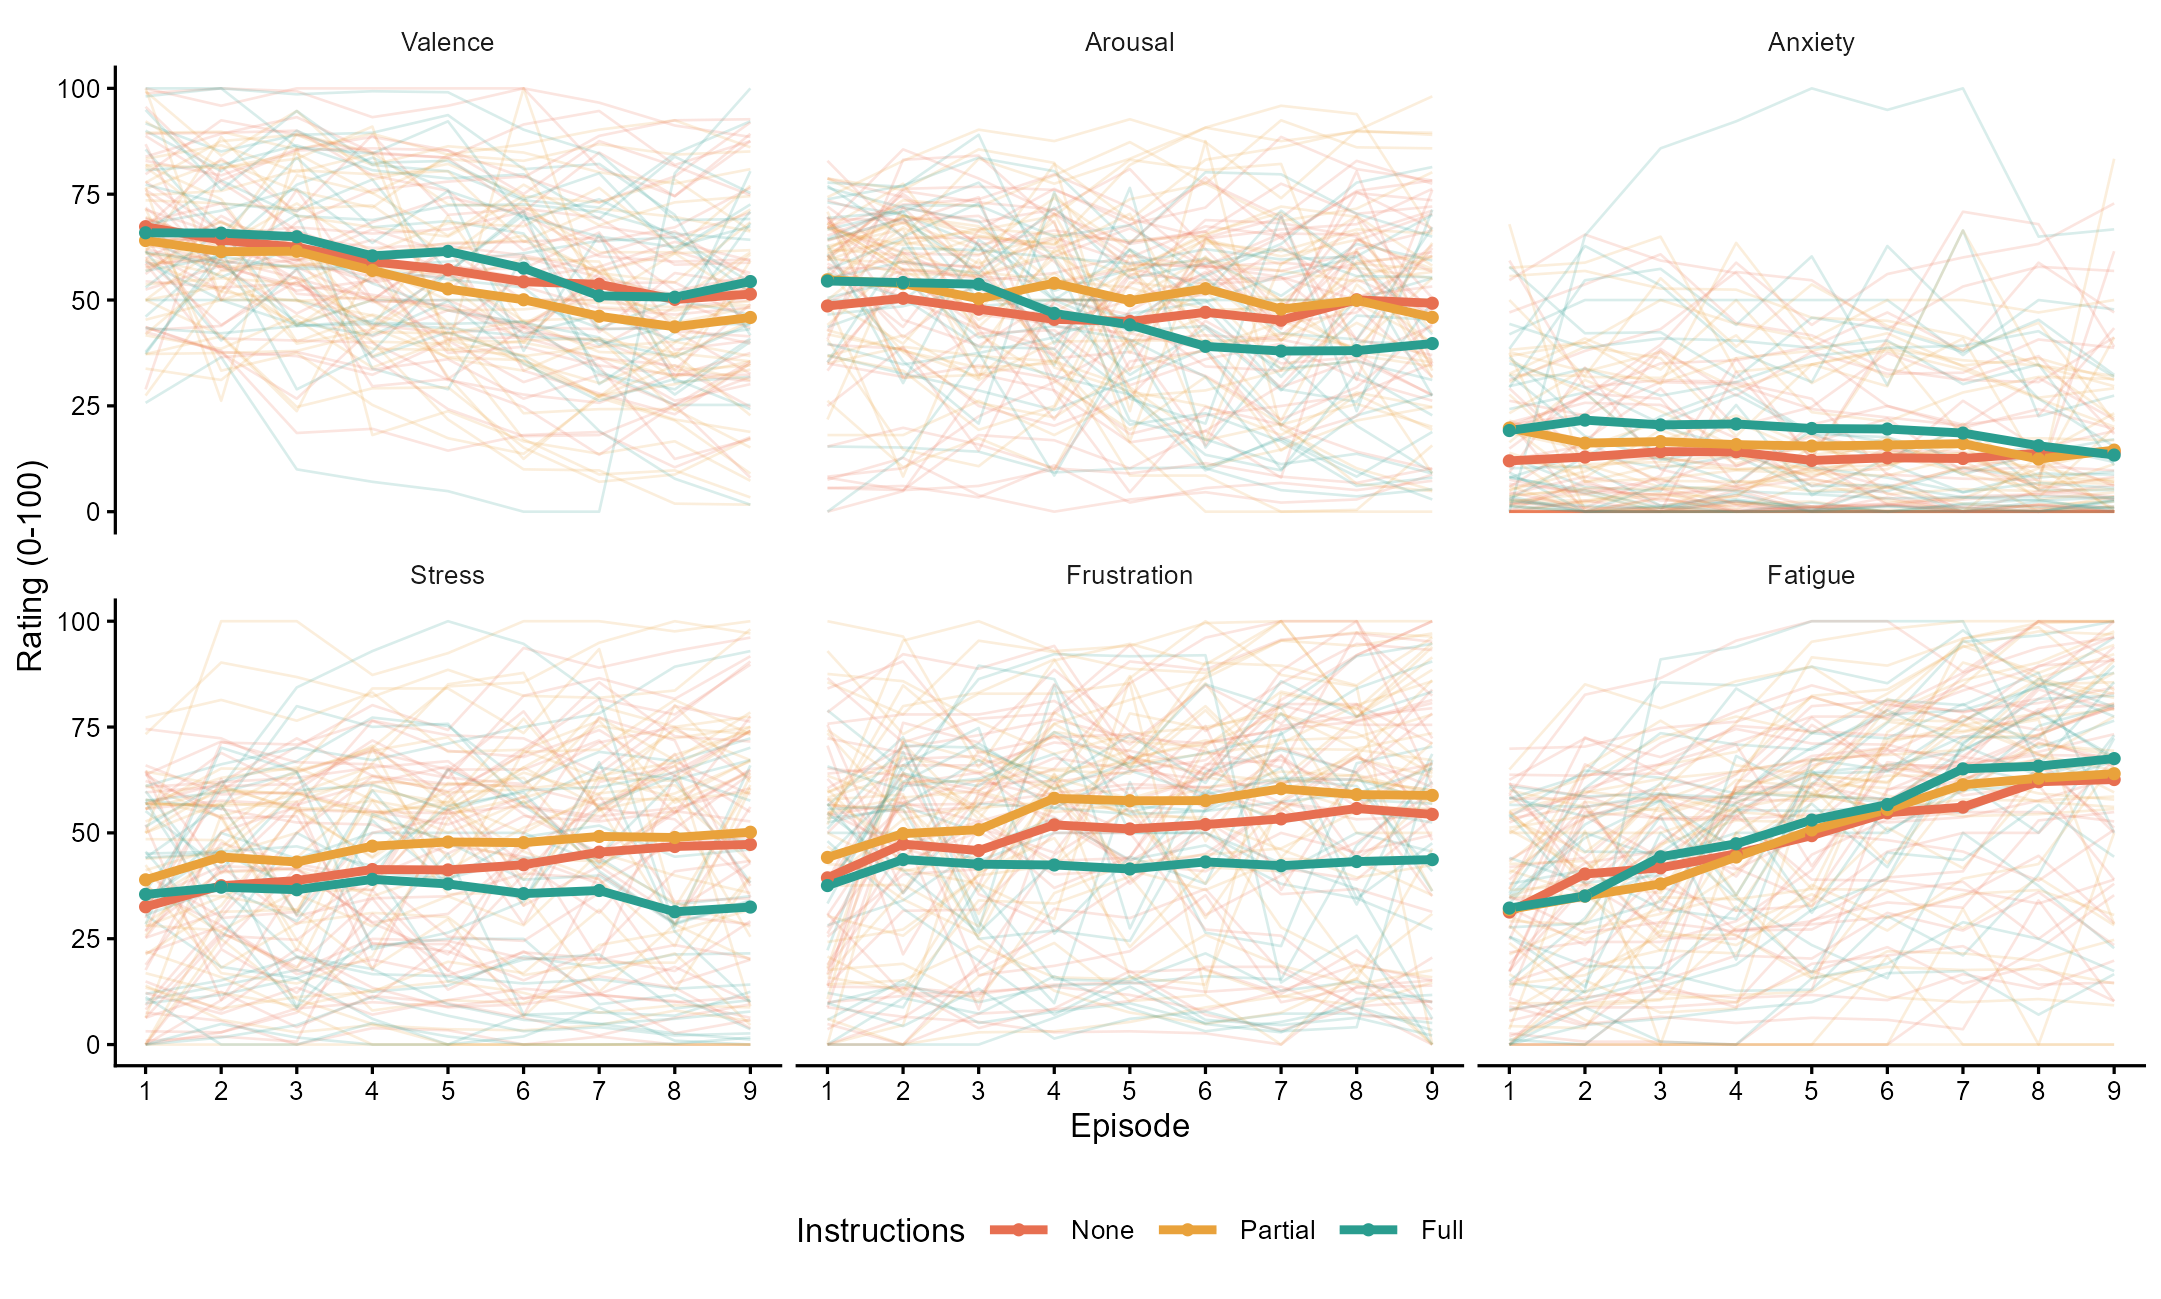 Valence
Arousal
Anxiety
100
75
50
25
0
Rating (0-100)
Stress
Frustration
Fatigue
100
75
50
25
0
1 2 3 4 5 6 7 8 9
1 2 3 4 5 6 7 8 9
1 2 3 4 5 6 7 8 9
Episode
Instructions None Partial Full